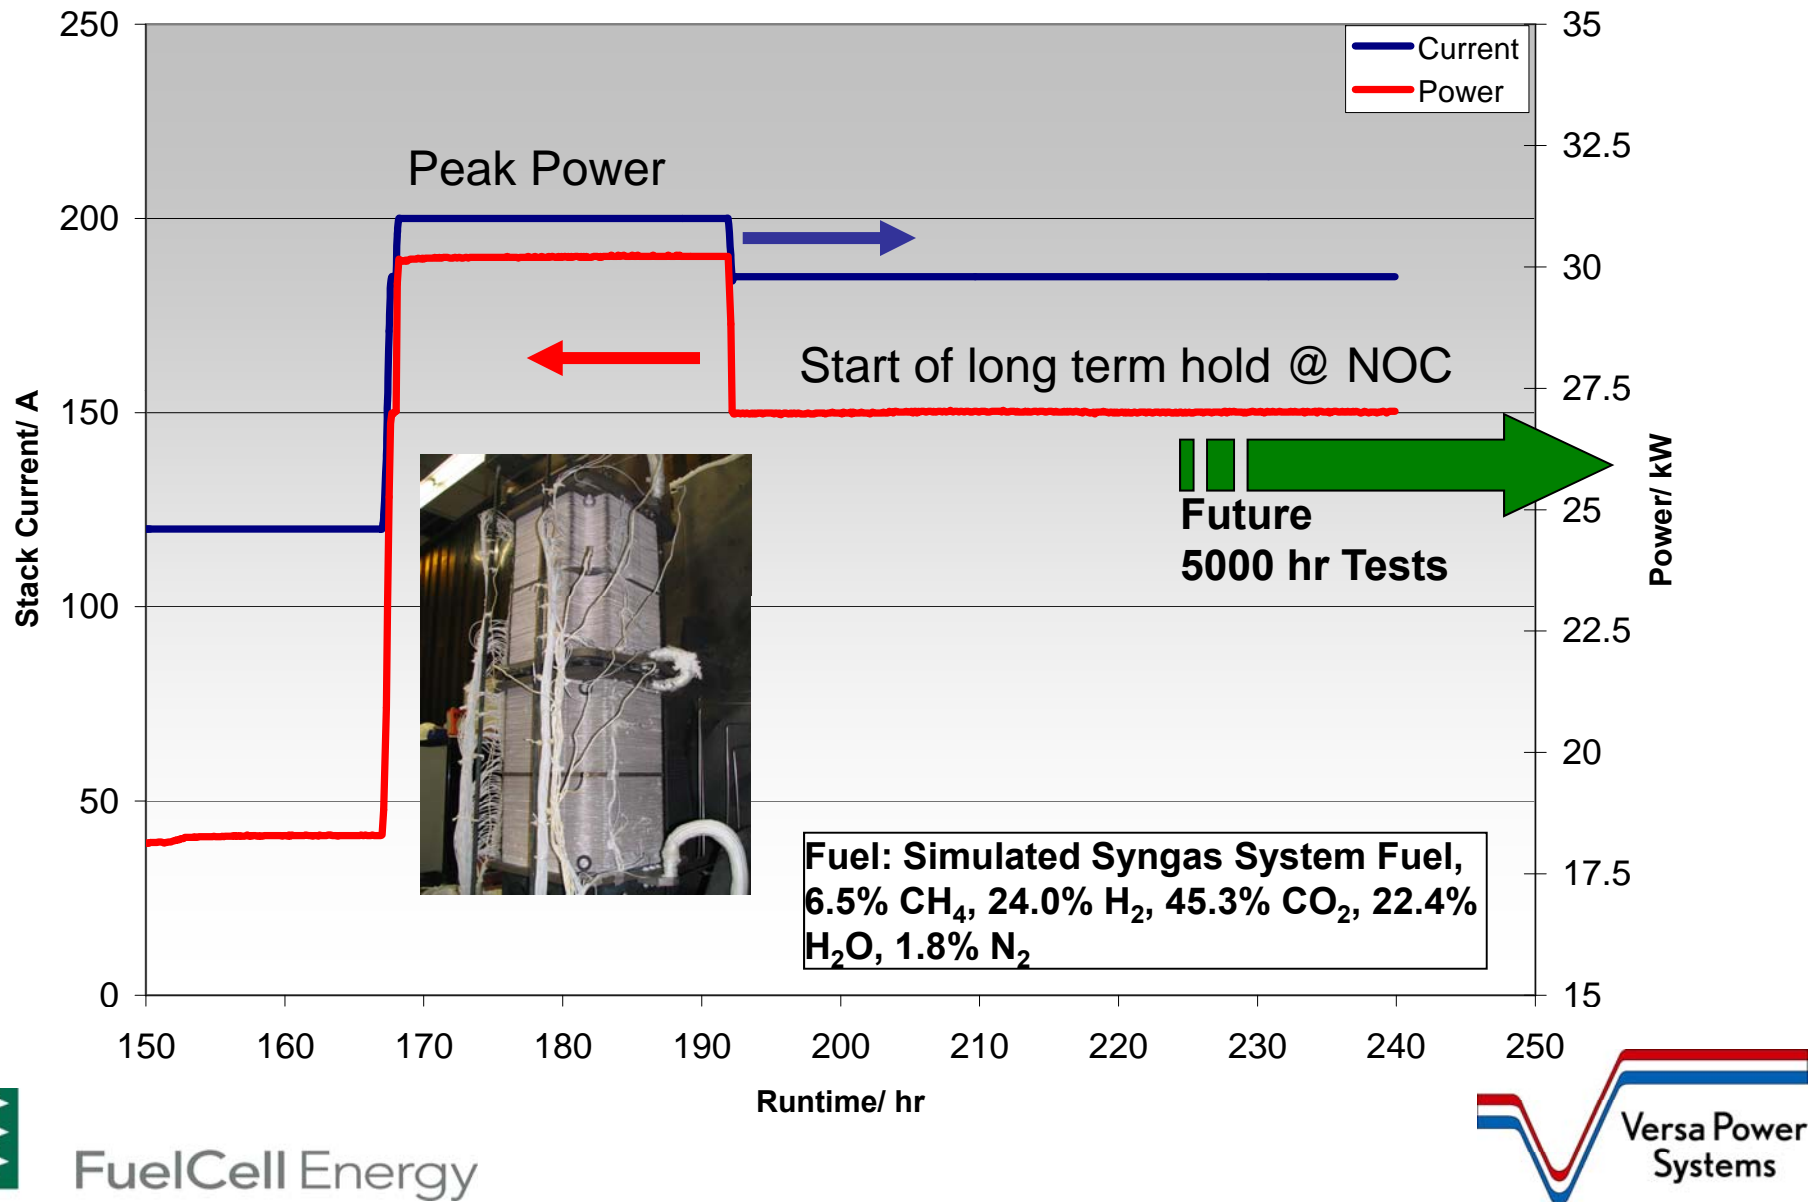 250
200
150
100
50
0
Stack Current/ A
35
32.5
30
27.5
25
22.5
20
17.5
15
Power/ kW
Current
Power
Peak Power
Start of long term hold @ NOC
Future
5000 hr Tests
Fuel: Simulated Syngas System Fuel,
6.5% CH₄, 24.0% H₂, 45.3% CO₂, 22.4%
H₂O, 1.8% N₂
150 160 170 180 190 200 210 220 230 240 250
Runtime/ hr
FuelCell Energy
Versa Power
Systems